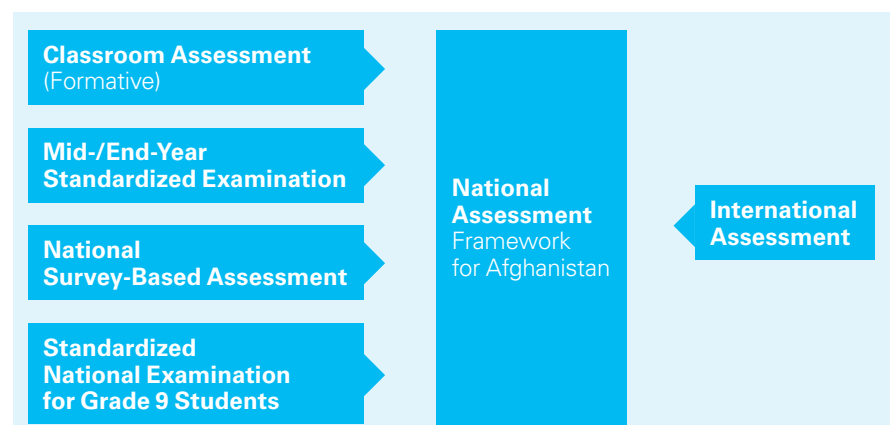 Classroom Assessment
(Formative)
Mid-/End-Year
Standardized Examination
National
Survey-Based Assessment
Standardized
National Examination
for Grade 9 Students
National
Assessment
Framework
for Afghanistan
International
Assessment